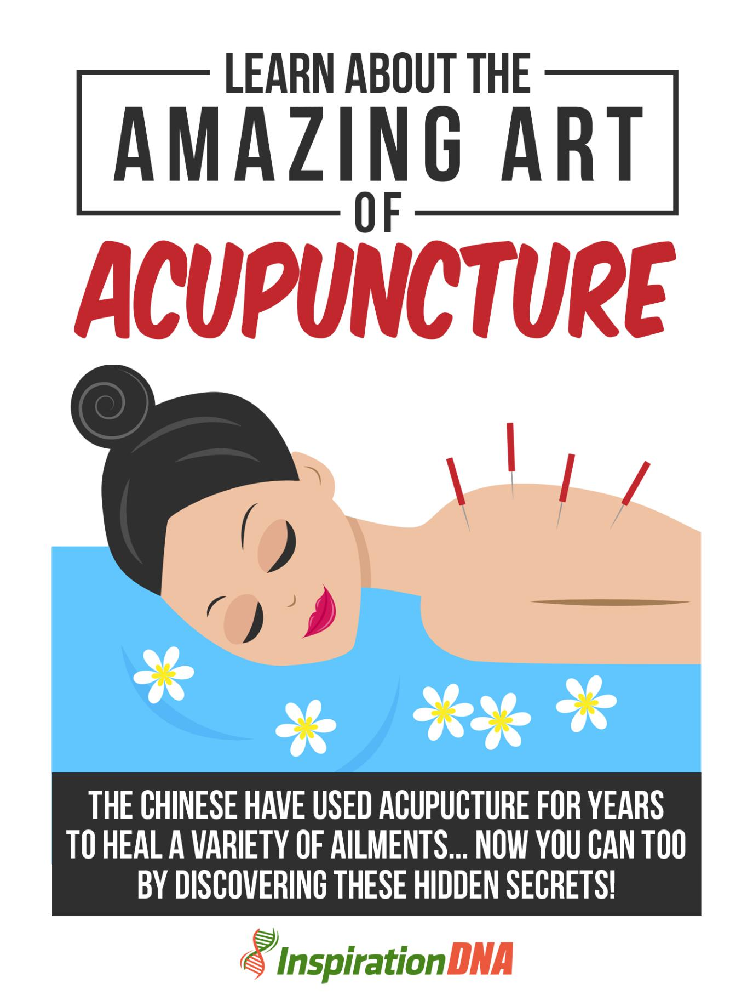 LEARN ABOUT THE
AMAZING ART
OF
ACUPUNCTURE
THE CHINESE HAVE USED ACUPUCTURE FOR YEARS
TO HEAL A VARIETY OF AILMENTS... NOW YOU CAN TOO
BY DISCOVERING THESE HIDDEN SECRETS!
InspirationDNA